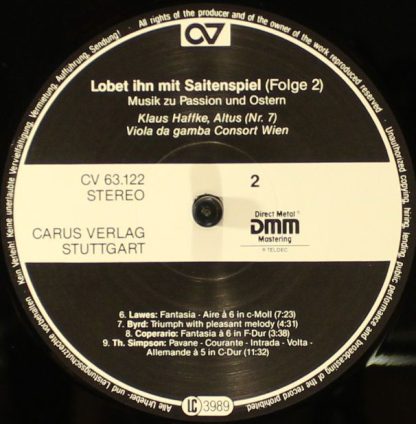 All rights of the producer and of the owner of the work reproduced reserved · Unauthorized copying, hiring, lending, public performance and broadcasting of the record prohibited.
Alle Urheber- und Leistungsschutzrechte vorbehalten · Kein Verleih! Keine unerlaubte Vervielfältigung, Vermietung, Aufführung, Sendung!
Lobet ihn mit Saitenspiel (Folge 2)
Musik zu Passion und Ostern
Klaus Haffke, Altus (Nr. 7)
Viola da gamba Consort Wien
CV 63.122
STEREO
2
CARUS VERLAG
STUTTGART
Direct Metal
DMM
Mastering
® TELDEC
6. Lawes: Fantasia - Aire à 6 in c-Moll (7:23)
7. Byrd: Triumph with pleasant melody (4:31)
8. Coperario: Fantasia à 6 in F-Dur (3:38)
9. Th. Simpson: Pavane - Courante - Intrada - Volta -
Allemande à 5 in C-Dur (11:32)
LC 3989